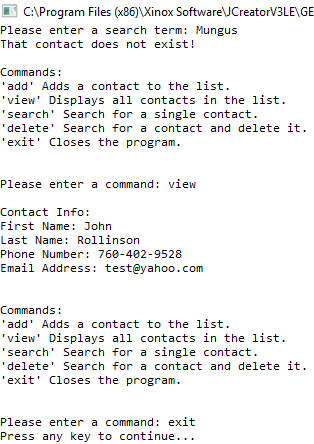 C:\Program Files (x86)\Xinox Software\JCreatorV3LE\GE
Please enter a search term: Mungus
That contact does not exist!
Commands:
'add' Adds a contact to the list.
'view' Displays all contacts in the list.
'search' Search for a single contact.
'delete' Search for a contact and delete it.
'exit' Closes the program.
Please enter a command: view
Contact Info:
First Name: John
Last Name: Rollinson
Phone Number: 760-402-9528
Email Address: test@yahoo.com
Commands:
'add' Adds a contact to the list.
'view' Displays all contacts in the list.
'search' Search for a single contact.
'delete' Search for a contact and delete it.
'exit' Closes the program.
Please enter a command: exit
Press any key to continue...